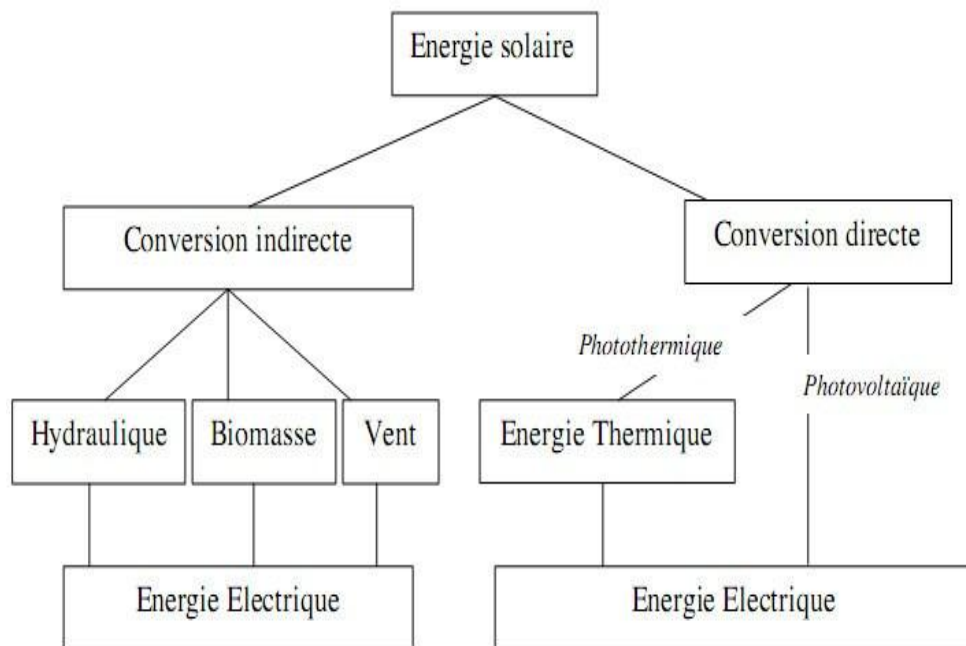 Energie solaire
Conversion indirecte
Conversion directe
Photothermique
Photovoltaïque
Hydraulique
Biomasse
Vent
Energie Thermique
Energie Electrique
Energie Electrique